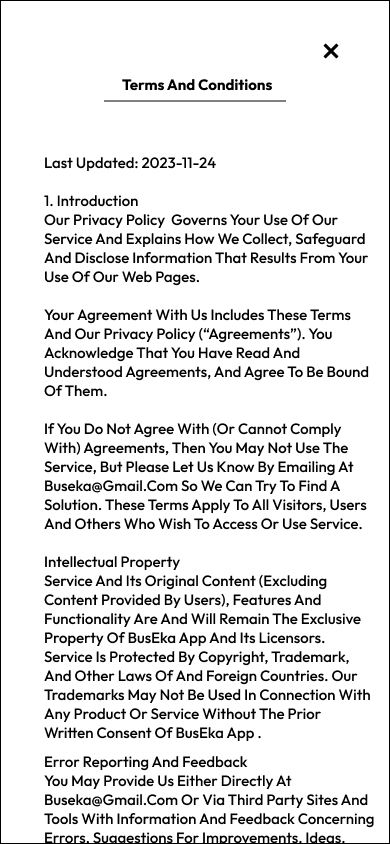 Terms And Conditions
Last Updated: 2023-11-24
1. Introduction
Our Privacy Policy  Governs Your Use Of Our
Service And Explains How We Collect, Safeguard
And Disclose Information That Results From Your
Use Of Our Web Pages.
Your Agreement With Us Includes These Terms
And Our Privacy Policy (“Agreements”). You
Acknowledge That You Have Read And
Understood Agreements, And Agree To Be Bound
Of Them.
If You Do Not Agree With (Or Cannot Comply
With) Agreements, Then You May Not Use The
Service, But Please Let Us Know By Emailing At
Buseka@Gmail.Com So We Can Try To Find A
Solution. These Terms Apply To All Visitors, Users
And Others Who Wish To Access Or Use Service.
Intellectual Property
Service And Its Original Content (Excluding
Content Provided By Users), Features And
Functionality Are And Will Remain The Exclusive
Property Of BusEka App And Its Licensors.
Service Is Protected By Copyright, Trademark,
And Other Laws Of And Foreign Countries. Our
Trademarks May Not Be Used In Connection With
Any Product Or Service Without The Prior
Written Consent Of BusEka App .
Error Reporting And Feedback
You May Provide Us Either Directly At
Buseka@Gmail.Com Or Via Third Party Sites And
Tools With Information And Feedback Concerning
Errors, Suggestions For Improvements, Ideas,